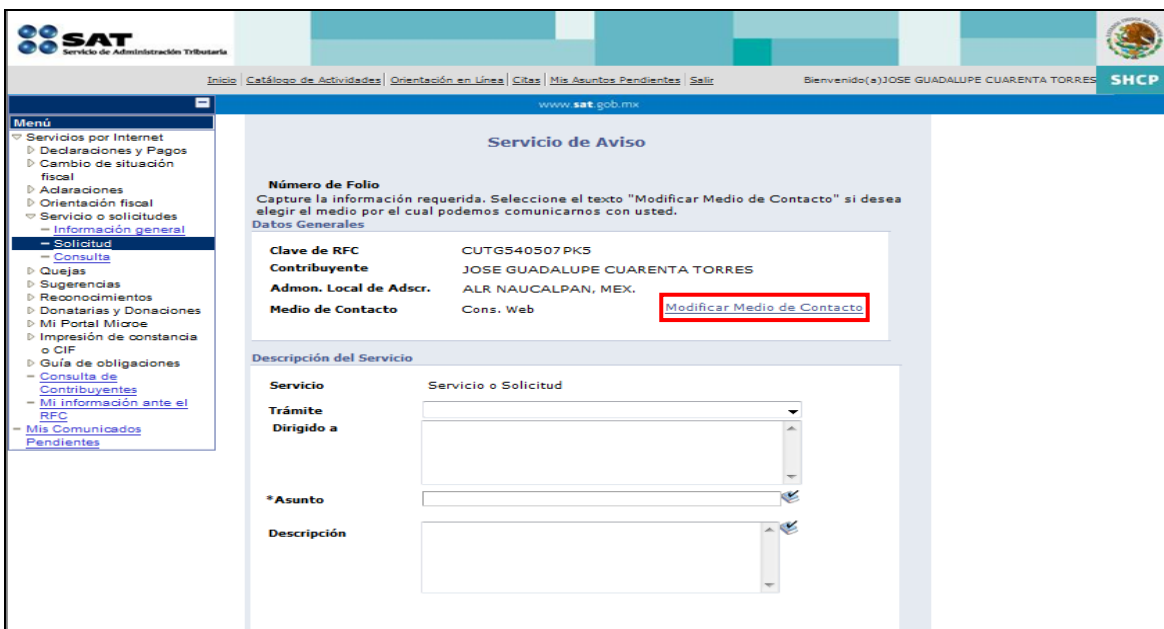 SAT
Servicio de Administración Tributaria
Inicio | Catálogo de Actividades | Orientación en Línea | Citas | Mis Asuntos Pendientes | Salir
Bienvenido(a)JOSE GUADALUPE CUARENTA TORRES
SHCP
www.sat.gob.mx
Menú
Servicios por Internet
Declaraciones y Pagos
Cambio de situación
fiscal
Aclaraciones
Orientación fiscal
Servicio o solicitudes
Información general
Solicitud
Consulta
Quejas
Sugerencias
Reconocimientos
Donatarias y Donaciones
Mi Portal Microe
Impresión de constancia
o CIF
Guía de obligaciones
Consulta de
Contribuyentes
Mi información ante el
RFC
Mis Comunicados
Pendientes
Servicio de Aviso
Número de Folio
Capture la información requerida. Seleccione el texto "Modificar Medio de Contacto" si desea
elegir el medio por el cual podemos comunicarnos con usted.
Datos Generales
Clave de RFC CUTG540507PK5
Contribuyente JOSE GUADALUPE CUARENTA TORRES
Admon. Local de Adscr. ALR NAUCALPAN, MEX.
Medio de Contacto Cons. Web Modificar Medio de Contacto
Descripción del Servicio
Servicio Servicio o Solicitud
Trámite
Dirigido a
*Asunto
Descripción